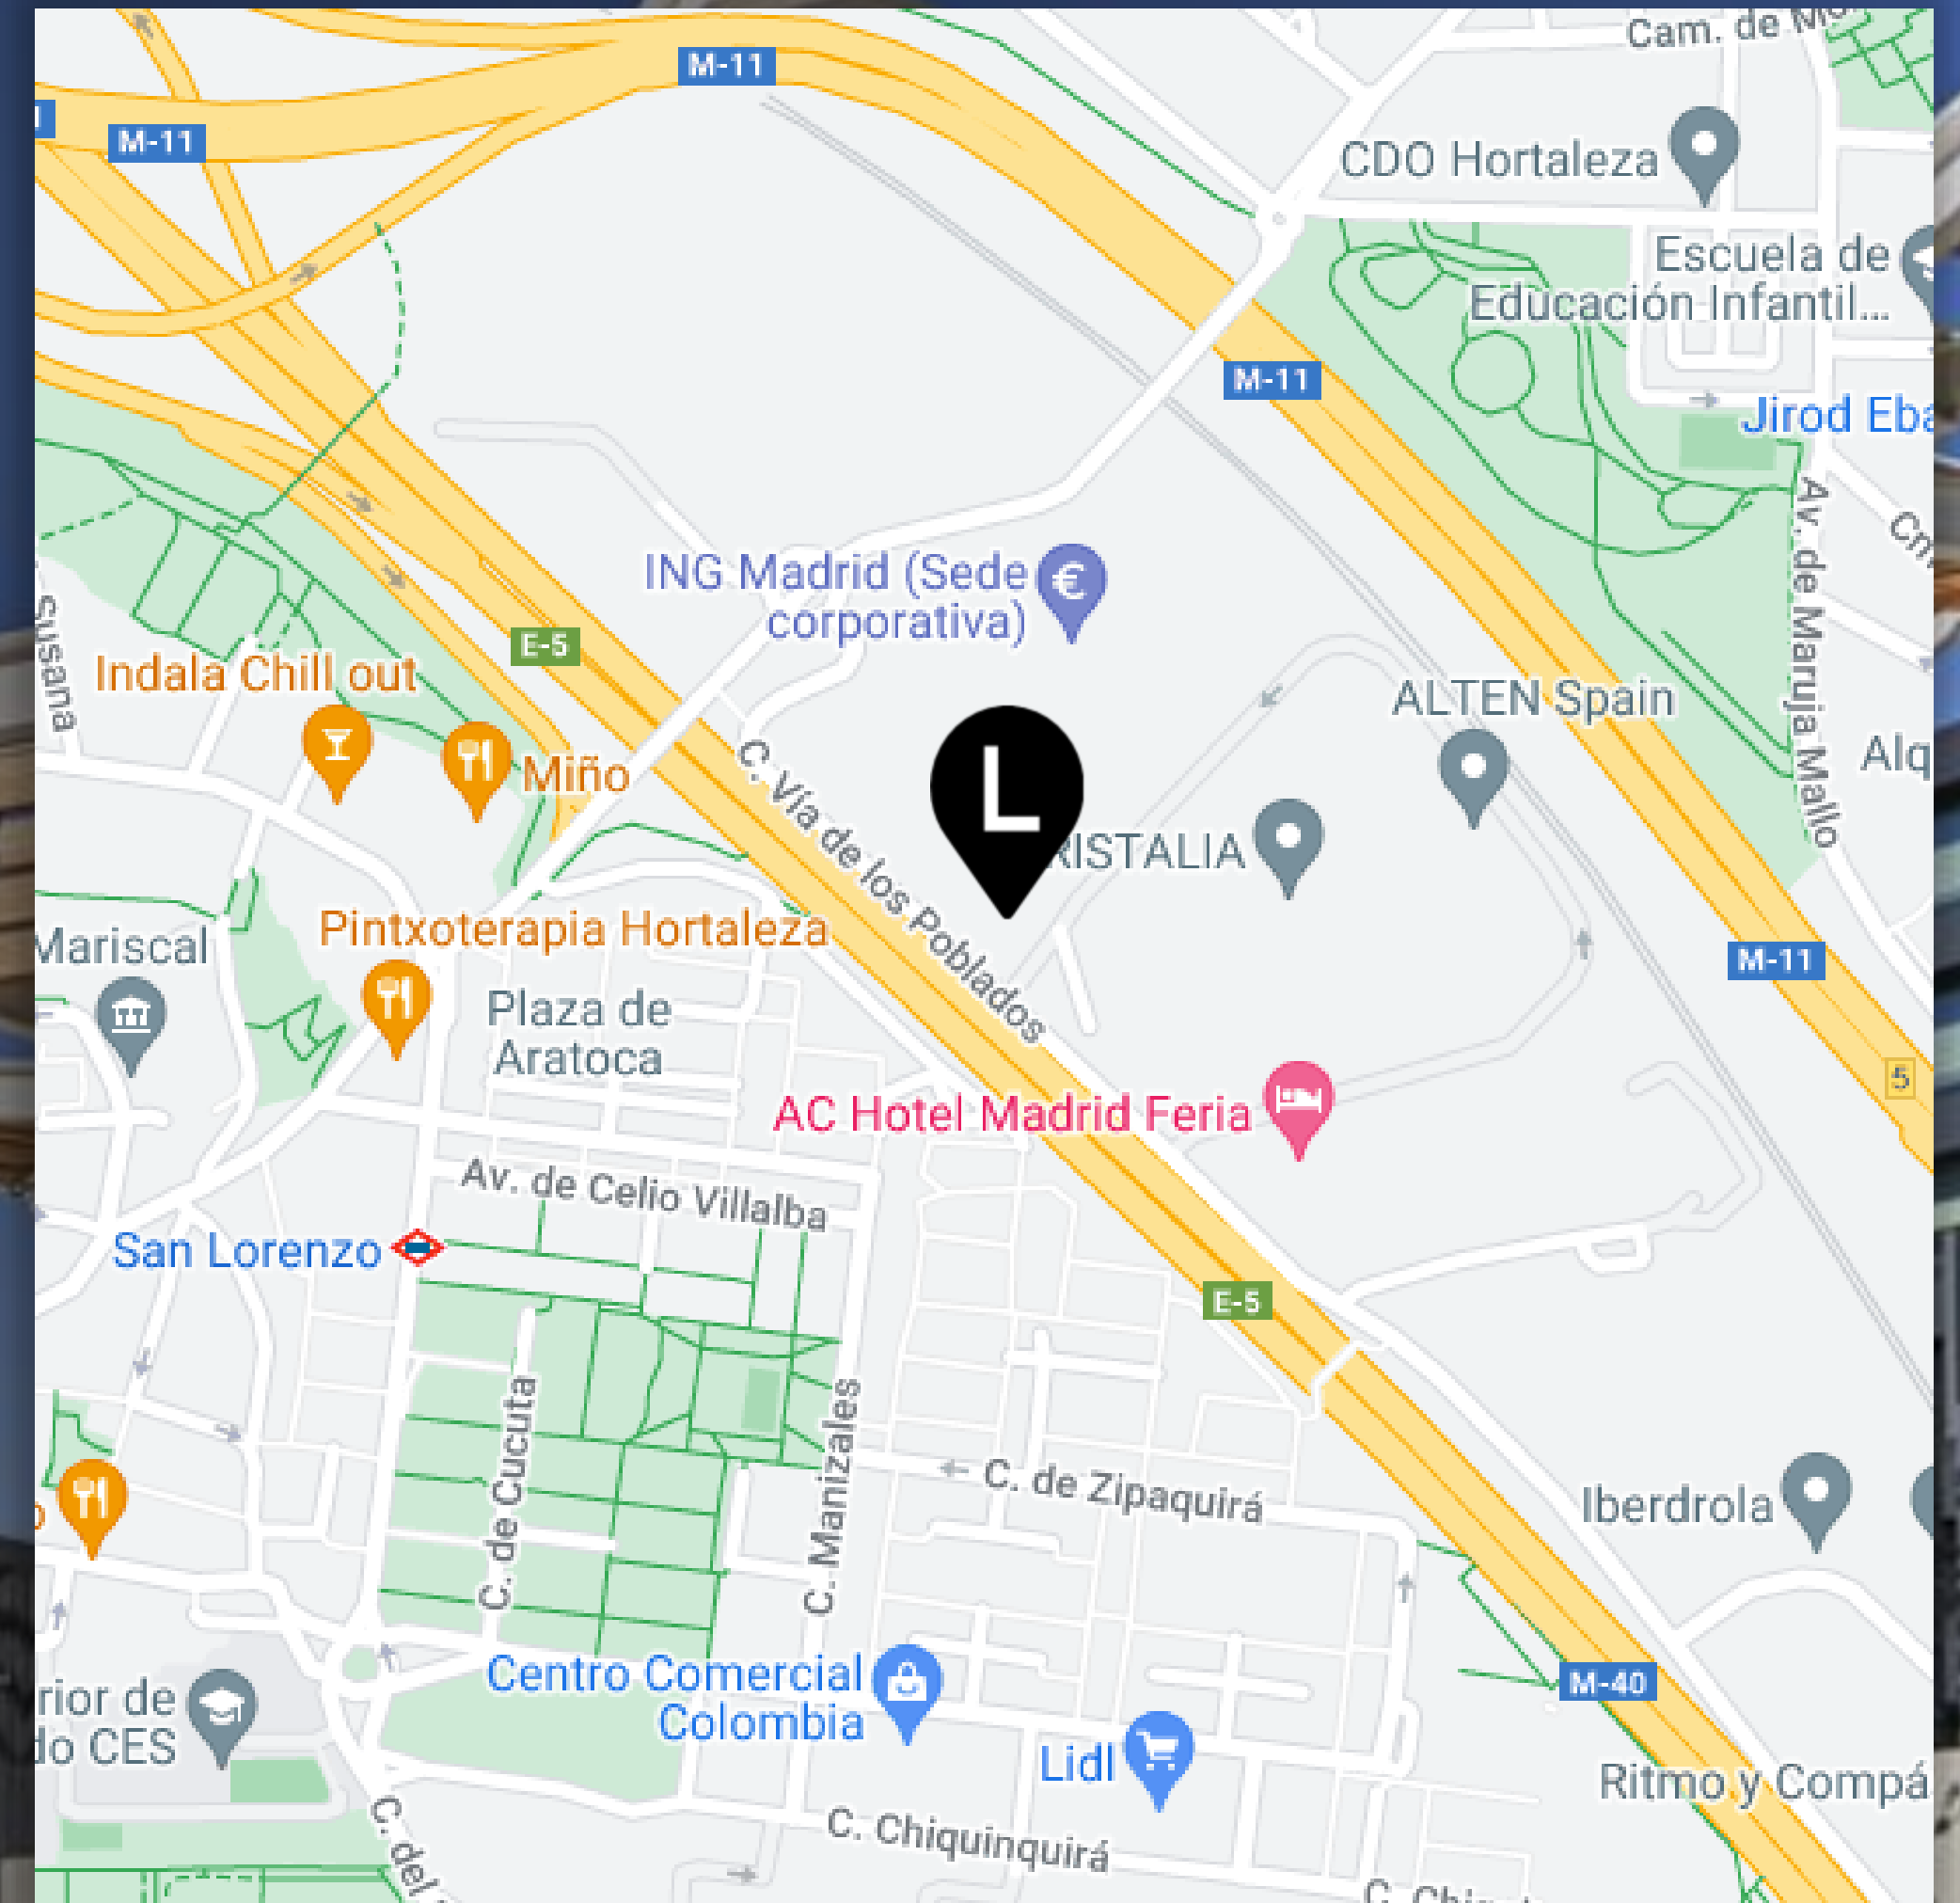 Cam. de
M-11
M-11
CDO Hortaleza
Escuela de
Educación Infantil...
M-11
Jirod Eba
Av. de Maruja Mallo
ING Madrid (Sede
corporativa)
E-5
Susana
Indala Chill out
ALTEN Spain
Miño
Alq
C. Vía de los Poblados
L
RISTALIA
Pintxoterapia Hortaleza
Mariscal
M-11
Plaza de
Aratoca
5
AC Hotel Madrid Feria
Av. de Celio Villalba
San Lorenzo
E-5
C. de Cucuta
C. Manizales
C. de Zipaquirá
Iberdrola
Centro Comercial
Colombia
M-40
rior de
do CES
Lidl
Ritmo y Compá
C. Chiquinquirá
C. del